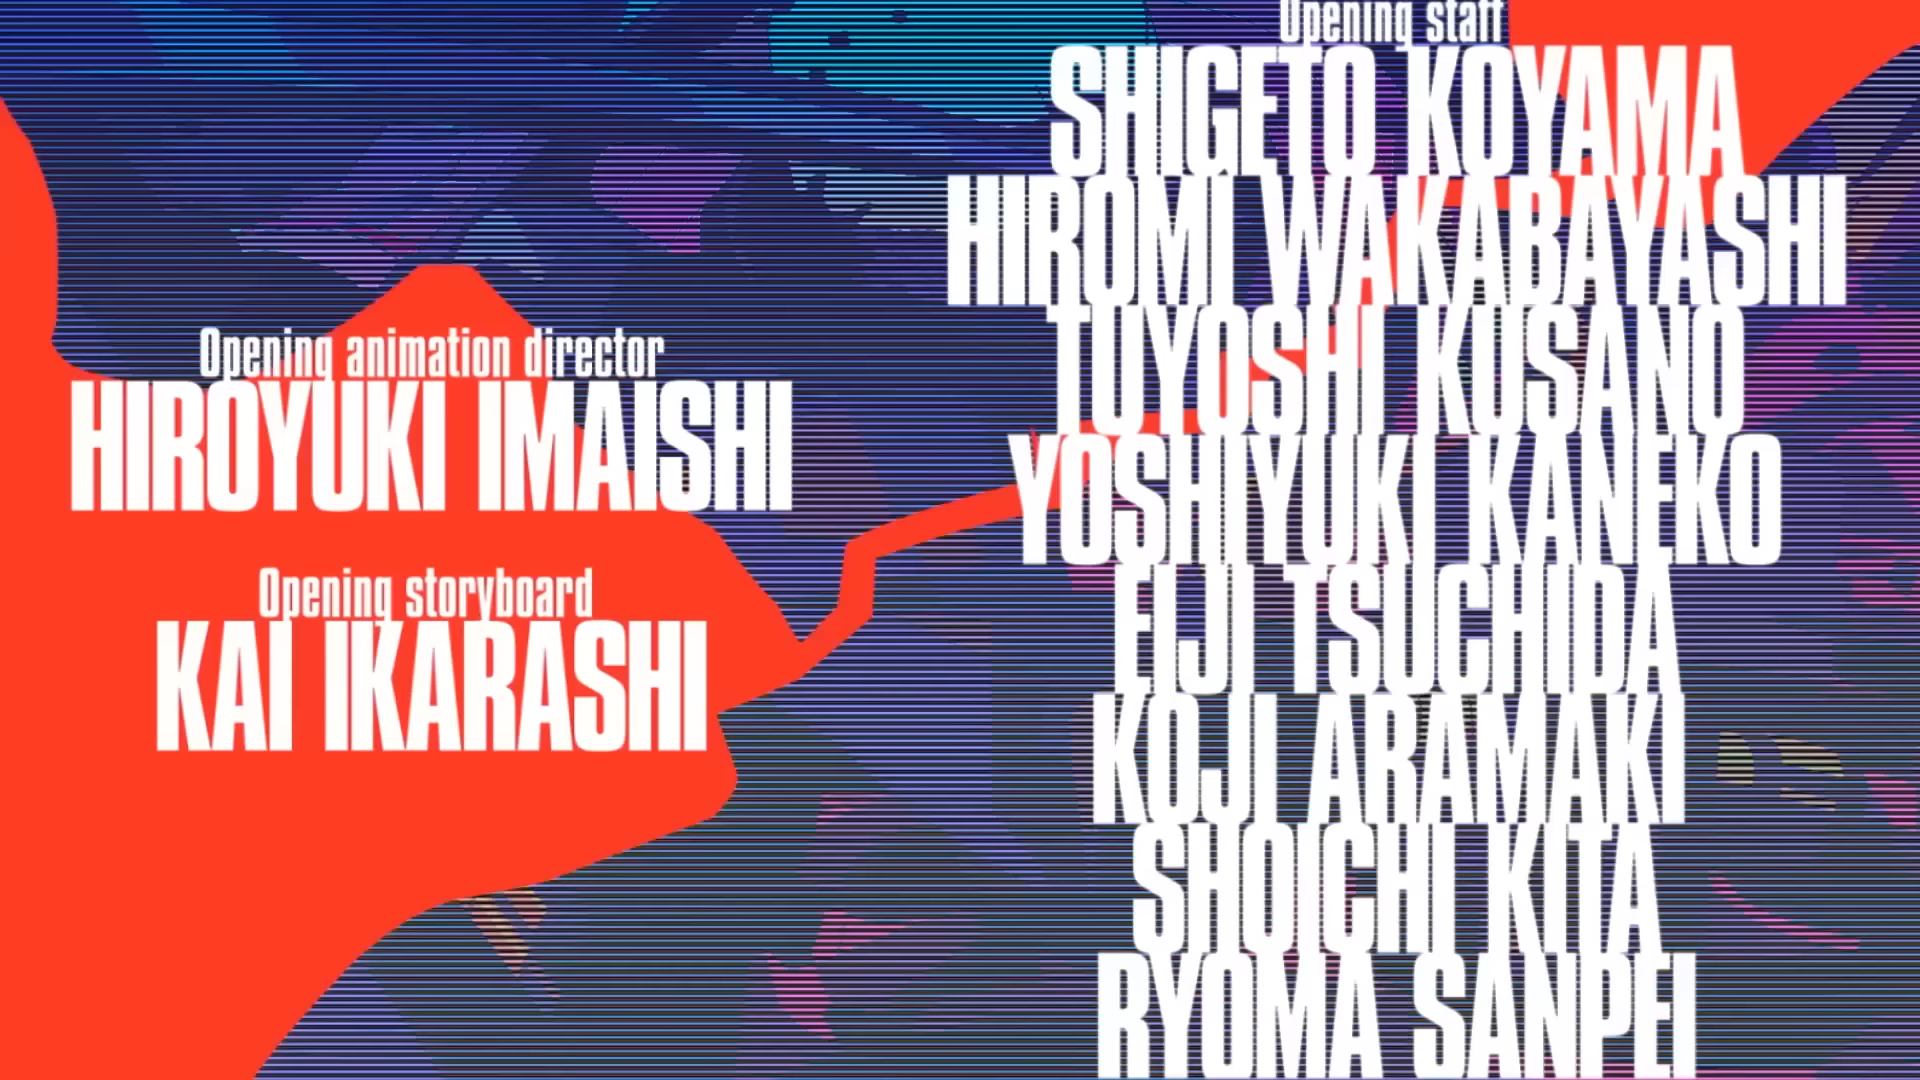 Opening animation director
HIROYUKI IMAISHI
Opening storyboard
KAI IKARASHI
Opening staff
SHIGETO KOYAMA
HIROMI WAKABAYASHI
TUYOSHI KUSANO
YOSHIYUKI KANEKO
EIJI TSUCHIDA
KOJI ARAMAKI
SHOICHI KITA
RYOMA SANPEI